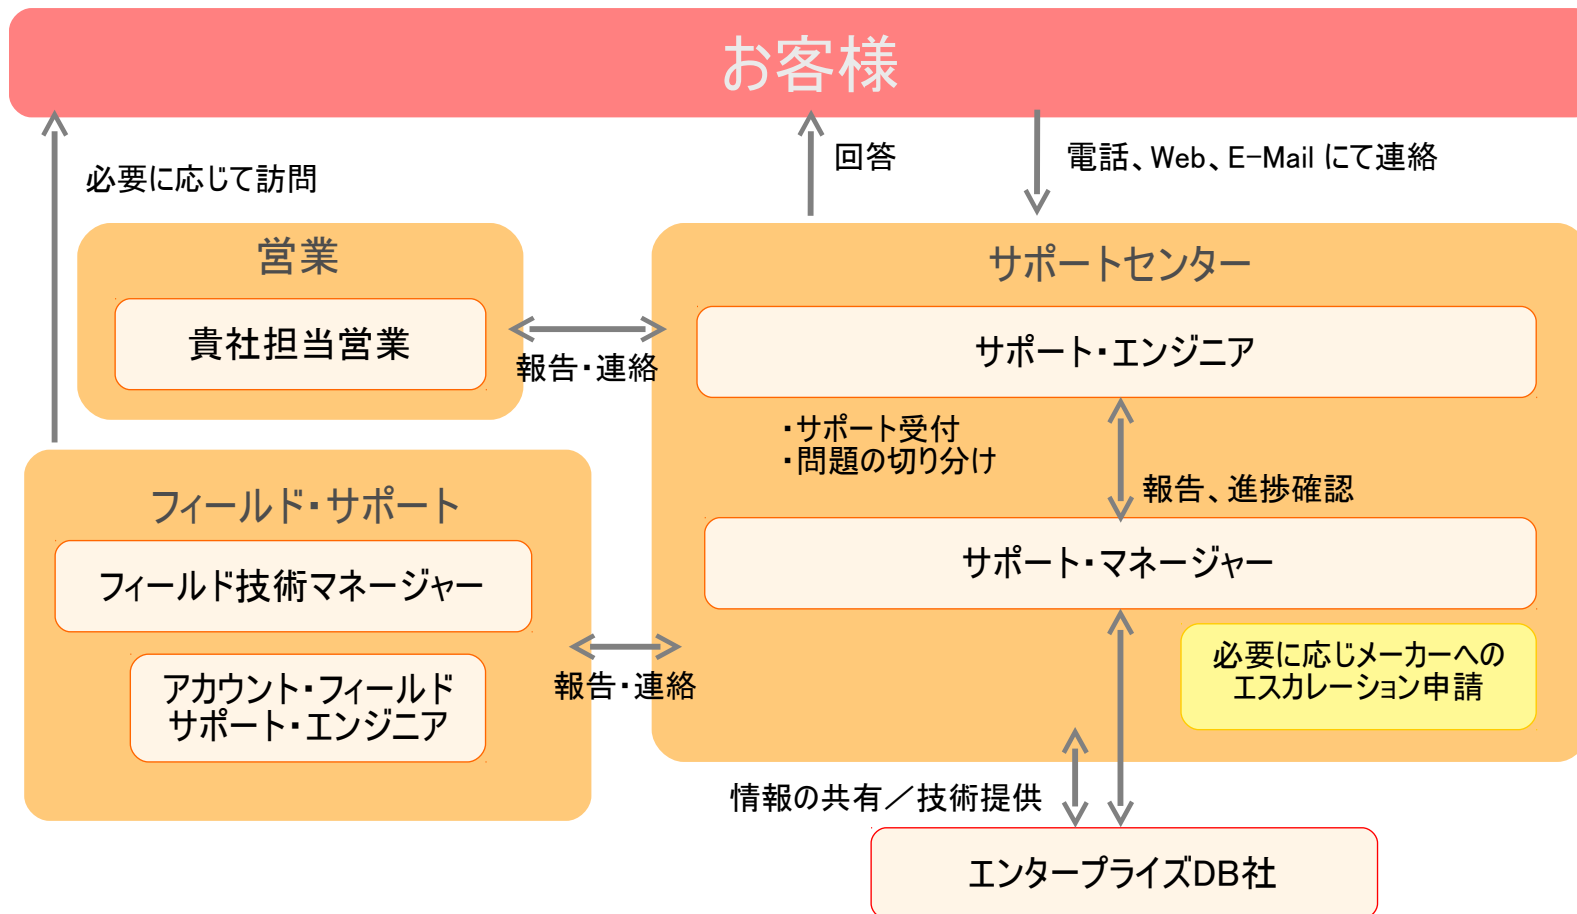 お客様
必要に応じて訪問
回答
電話、Web、E-Mail にて連絡
営業
貴社担当営業
報告・連絡
サポートセンター
サポート・エンジニア
・サポート受付
・問題の切り分け
報告、進捗確認
サポート・マネージャー
必要に応じメーカーへの
エスカレーション申請
フィールド・サポート
フィールド技術マネージャー
アカウント・フィールド
サポート・エンジニア
報告・連絡
情報の共有／技術提供
エンタープライズDB社